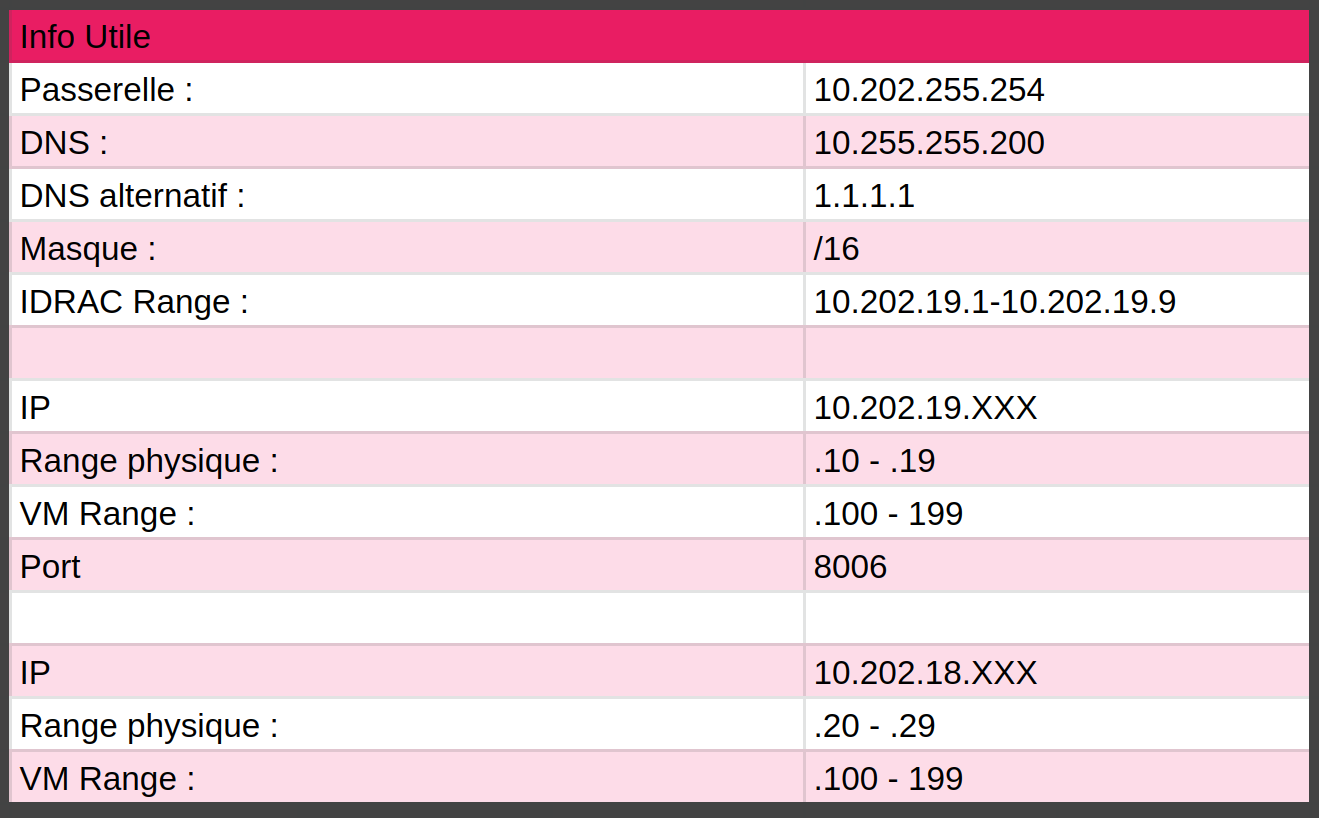 Info Utile
Passerelle : 10.202.255.254
DNS : 10.255.255.200
DNS alternatif : 1.1.1.1
Masque : /16
IDRAC Range : 10.202.19.1-10.202.19.9
IP 10.202.19.XXX
Range physique : .10 - .19
VM Range : .100 - 199
Port 8006
IP 10.202.18.XXX
Range physique : .20 - .29
VM Range : .100 - 199